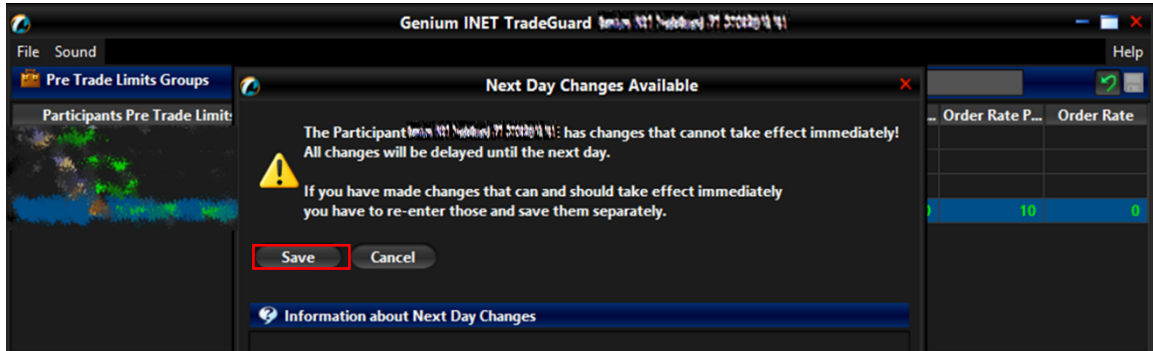 Genium INET TradeGuard
File Sound Help
Pre Trade Limits Groups
Next Day Changes Available
Participants Pre Trade Limit
... Order Rate P... Order Rate
The Participant has changes that cannot take effect immediately!
All changes will be delayed until the next day.
If you have made changes that can and should take effect immediately
you have to re-enter those and save them separately.
10 0
Save Cancel
Information about Next Day Changes